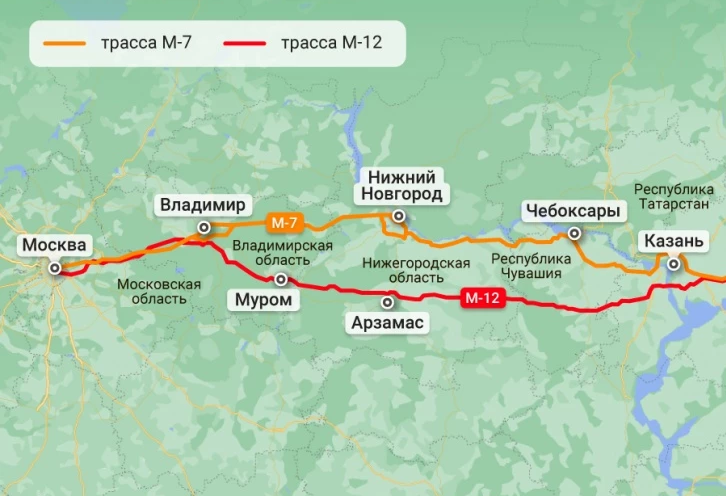 трасса М-7
трасса М-12
Нижний
Новгород
Республика
Татарстан
Владимир
Чебоксары
М-7
Москва
Владимирская
область
Казань
Нижегородская
область
Республика
Чувашия
Московская
область
Муром
М-12
Арзамас